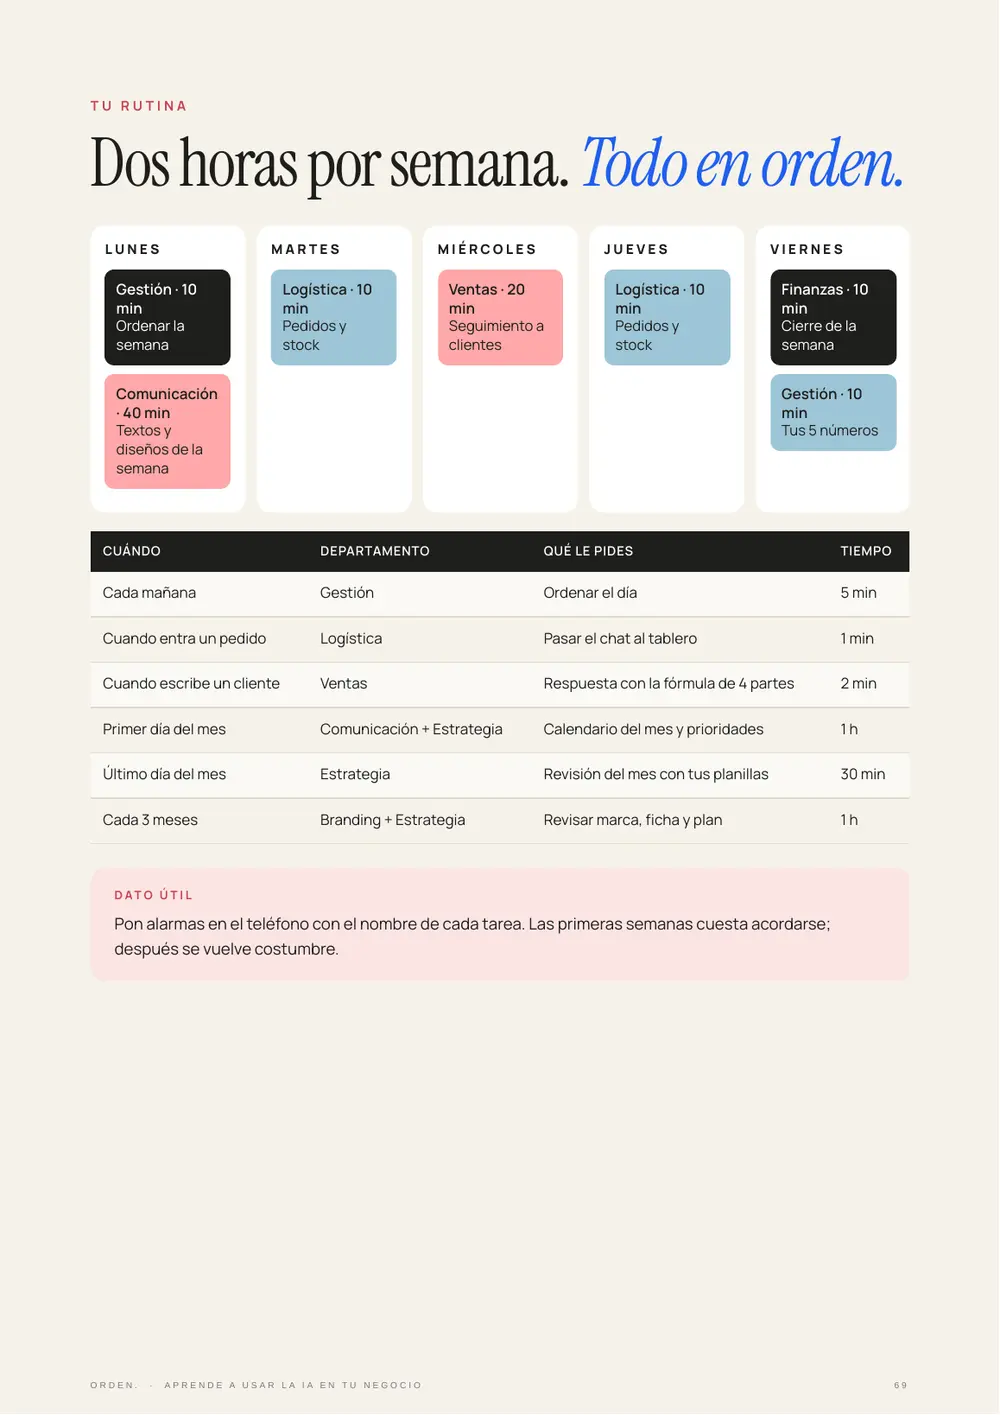 TU RUTINA
Dos horas por semana. Todo en orden.
LUNES
Gestión · 10
min
Ordenar la
semana
Comunicación
· 40 min
Textos y
diseños de la
semana
MARTES
Logística · 10
min
Pedidos y
stock
MIÉRCOLES
Ventas · 20
min
Seguimiento a
clientes
JUEVES
Logística · 10
min
Pedidos y
stock
VIERNES
Finanzas · 10
min
Cierre de la
semana
Gestión · 10
min
Tus 5 números
CUÁNDO DEPARTAMENTO QUÉ LE PIDES TIEMPO
Cada mañana Gestión Ordenar el día 5 min
Cuando entra un pedido Logística Pasar el chat al tablero 1 min
Cuando escribe un cliente Ventas Respuesta con la fórmula de 4 partes 2 min
Primer día del mes Comunicación + Estrategia Calendario del mes y prioridades 1 h
Último día del mes Estrategia Revisión del mes con tus planillas 30 min
Cada 3 meses Branding + Estrategia Revisar marca, ficha y plan 1 h
DATO ÚTIL
Pon alarmas en el teléfono con el nombre de cada tarea. Las primeras semanas cuesta acordarse;
después se vuelve costumbre.
ORDEN. · APRENDE A USAR LA IA EN TU NEGOCIO 69